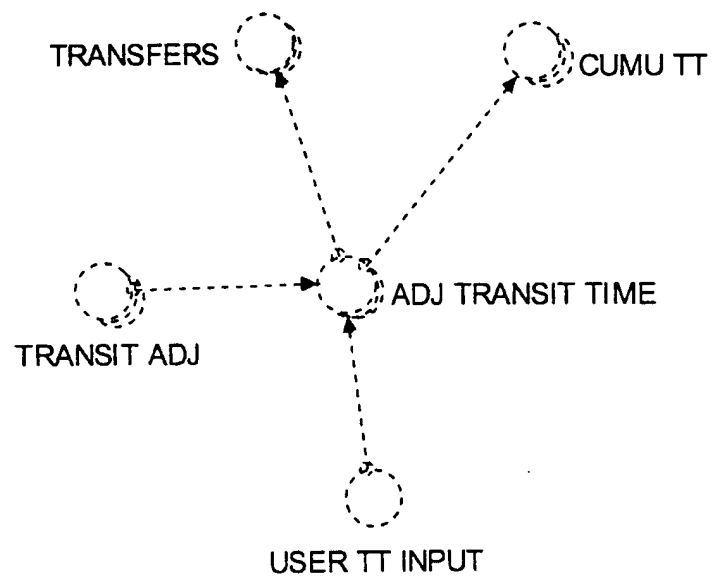 TRANSFERS
CUMU TT
ADJ TRANSIT TIME
TRANSIT ADJ
USER TT INPUT